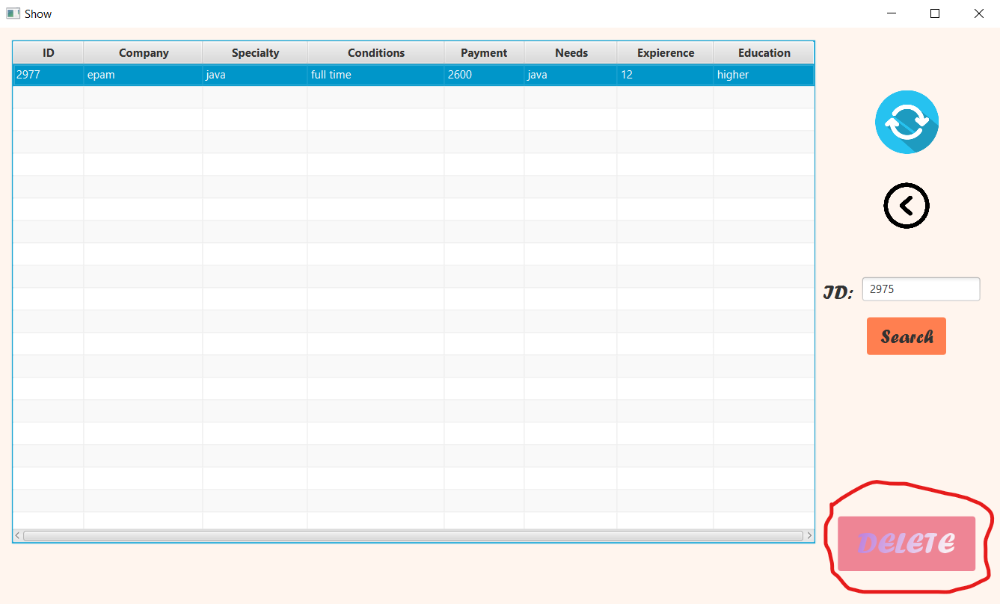 Show
ID Company Specialty Conditions Payment Needs Expierence Education
2977 epam java full time 2600 java 12 higher
ID: 2975
Search
DELETE